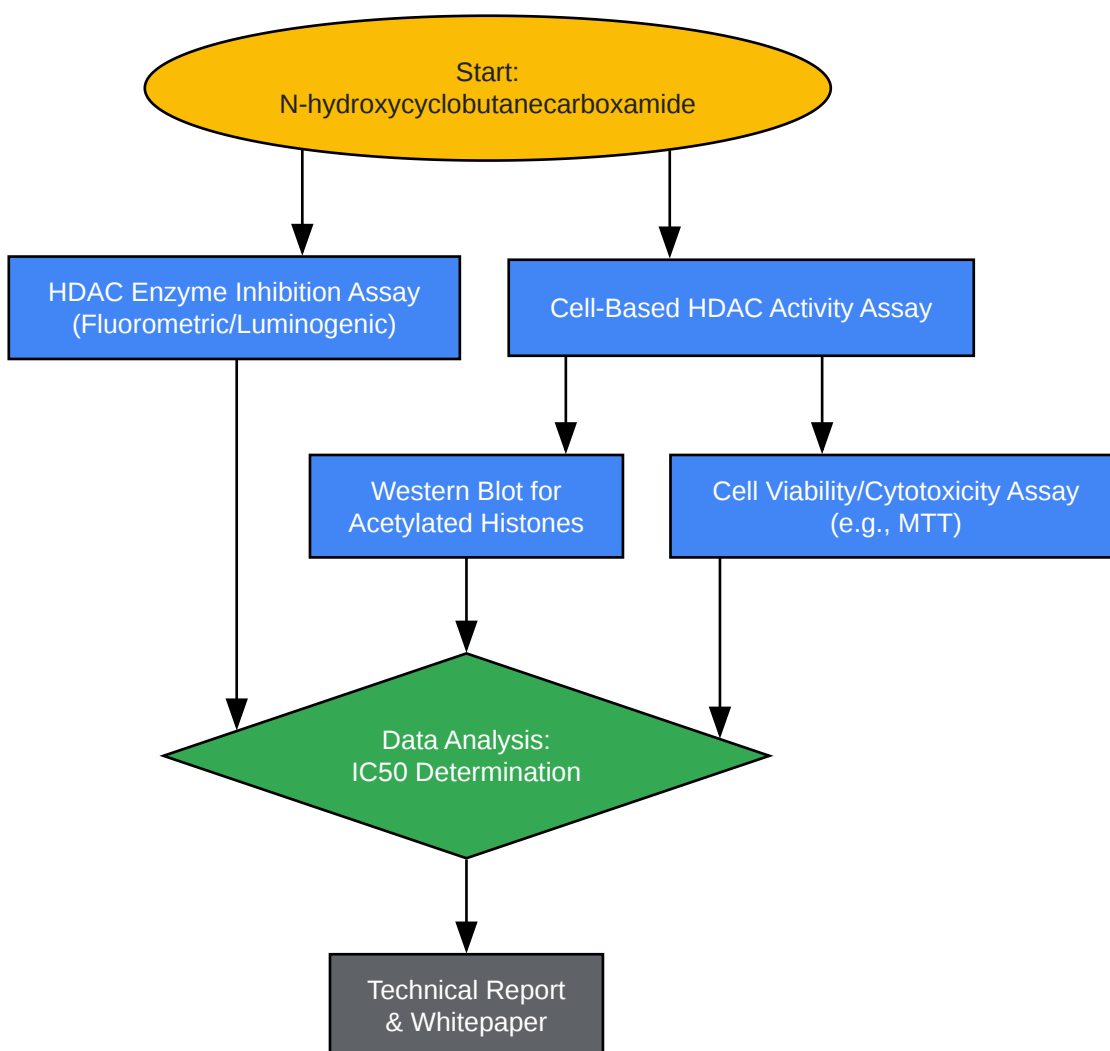 Start:
N-hydroxycyclobutanecarboxamide
HDAC Enzyme Inhibition Assay
(Fluorometric/Luminogenic)
Cell-Based HDAC Activity Assay
Western Blot for
Acetylated Histones
Cell Viability/Cytotoxicity Assay
(e.g., MTT)
Data Analysis:
IC50 Determination
Technical Report
& Whitepaper